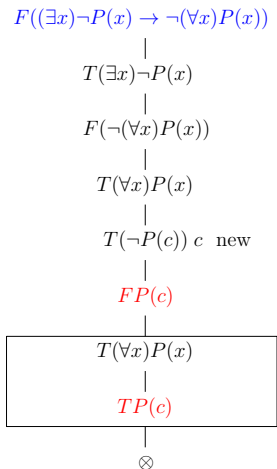 F((∃x)¬P(x) → ¬(∀x)P(x))
T(∃x)¬P(x)
F(¬(∀x)P(x))
T(∀x)P(x)
T(¬P(c)) c new
FP(c)
T(∀x)P(x)
TP(c)
⊗